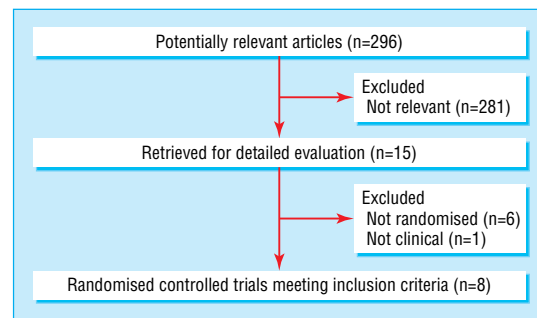 Potentially relevant articles (n=296)
Excluded
Not relevant (n=281)
Retrieved for detailed evaluation (n=15)
Excluded
Not randomised (n=6)
Not clinical (n=1)
Randomised controlled trials meeting inclusion criteria (n=8)